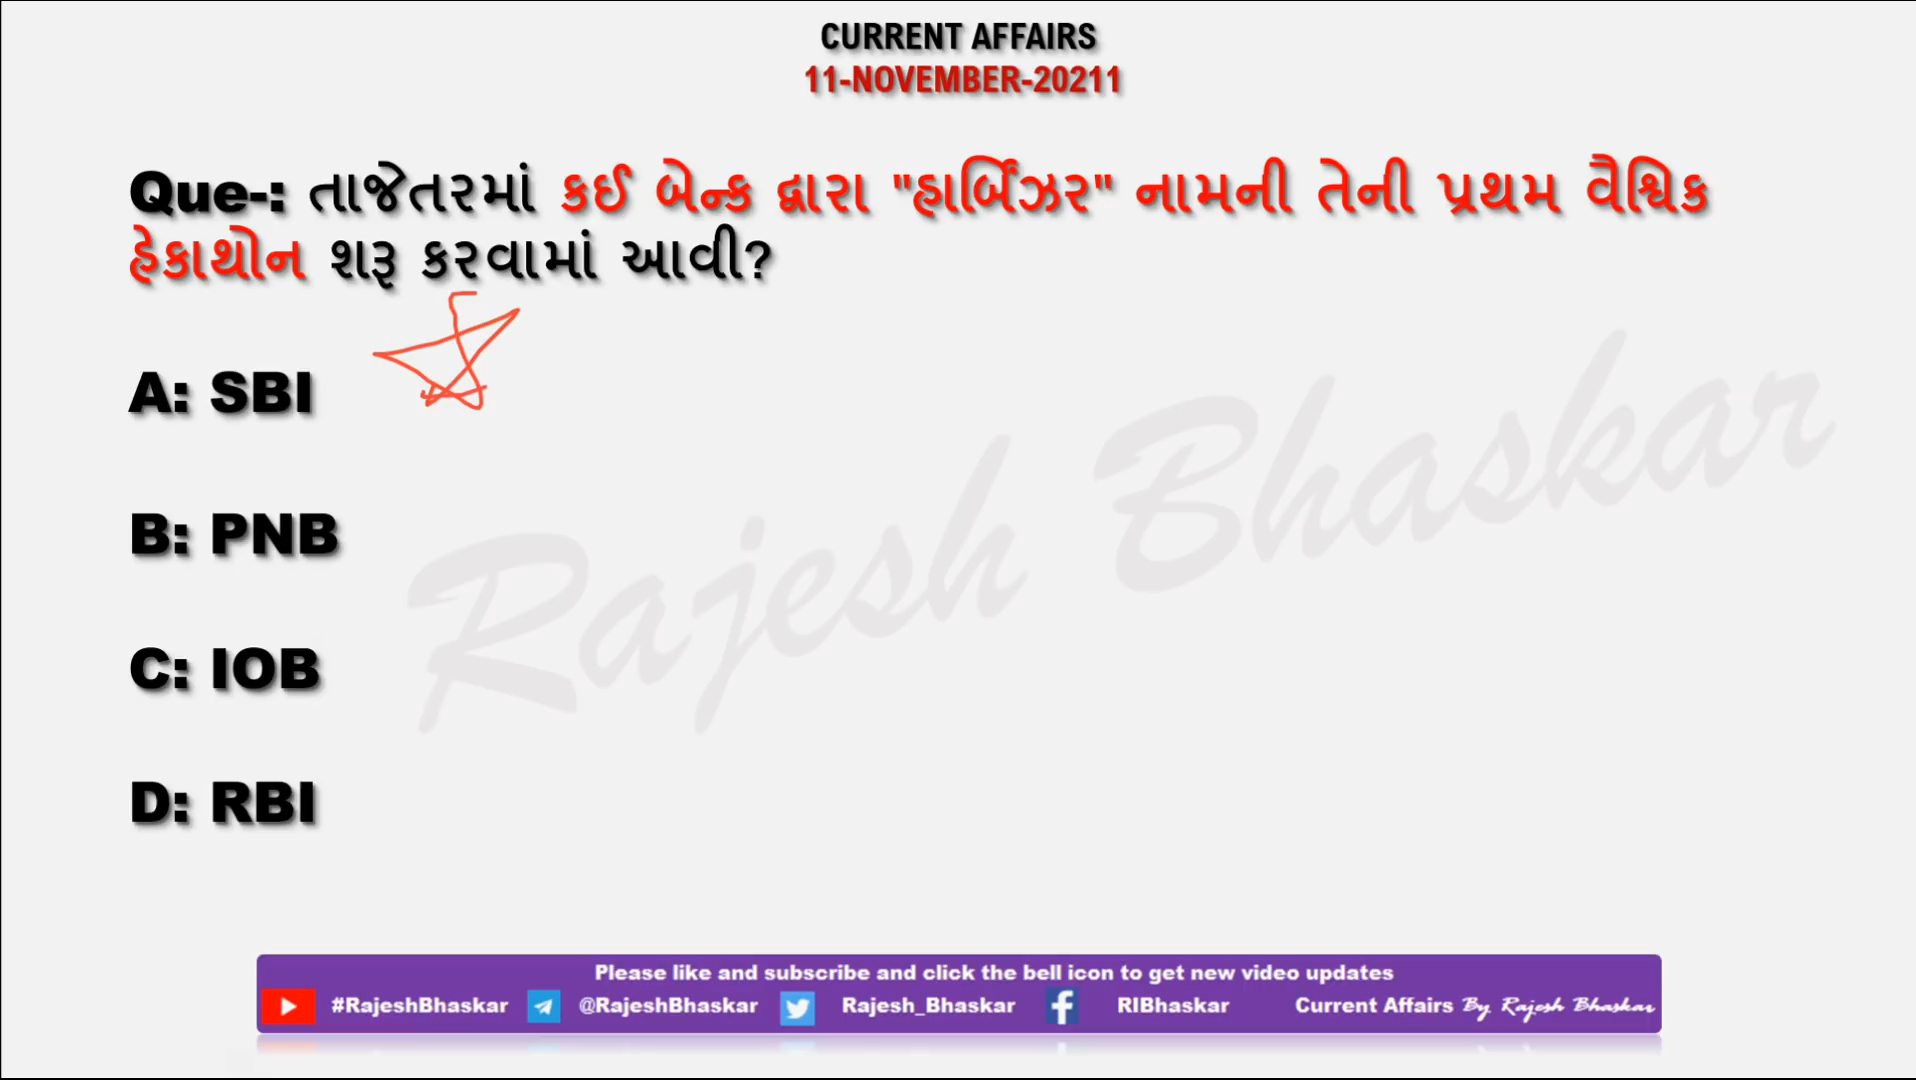 CURRENT AFFAIRS
11-NOVEMBER-20211
Que-: તાજેતરમાં કઈ બેન્ક દ્વારા "હાર્બિંઝર" નામની તેની પ્રથમ વૈશ્વિક
હેકાથોન શરૂ કરવામાં આવી?
A: SBI
B: PNB
C: IOB
D: RBI
Rajesh Bhaskar
Please like and subscribe and click the bell icon to get new video updates
#RajeshBhaskar @RajeshBhaskar Rajesh_Bhaskar RIBhaskar Current Affairs By Rajesh Bhaskar